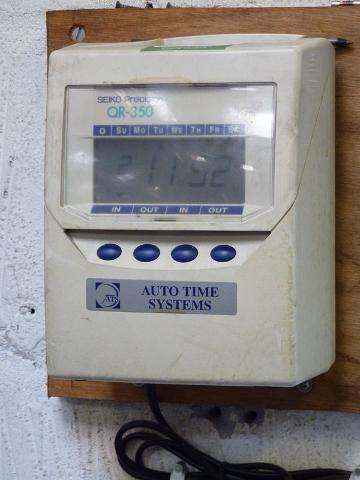 SEIKO Precision
QR-350
SU MO TU WE TH FR
21 1:52
IN OUT IN OUT
ATS
AUTO TIME
SYSTEMS